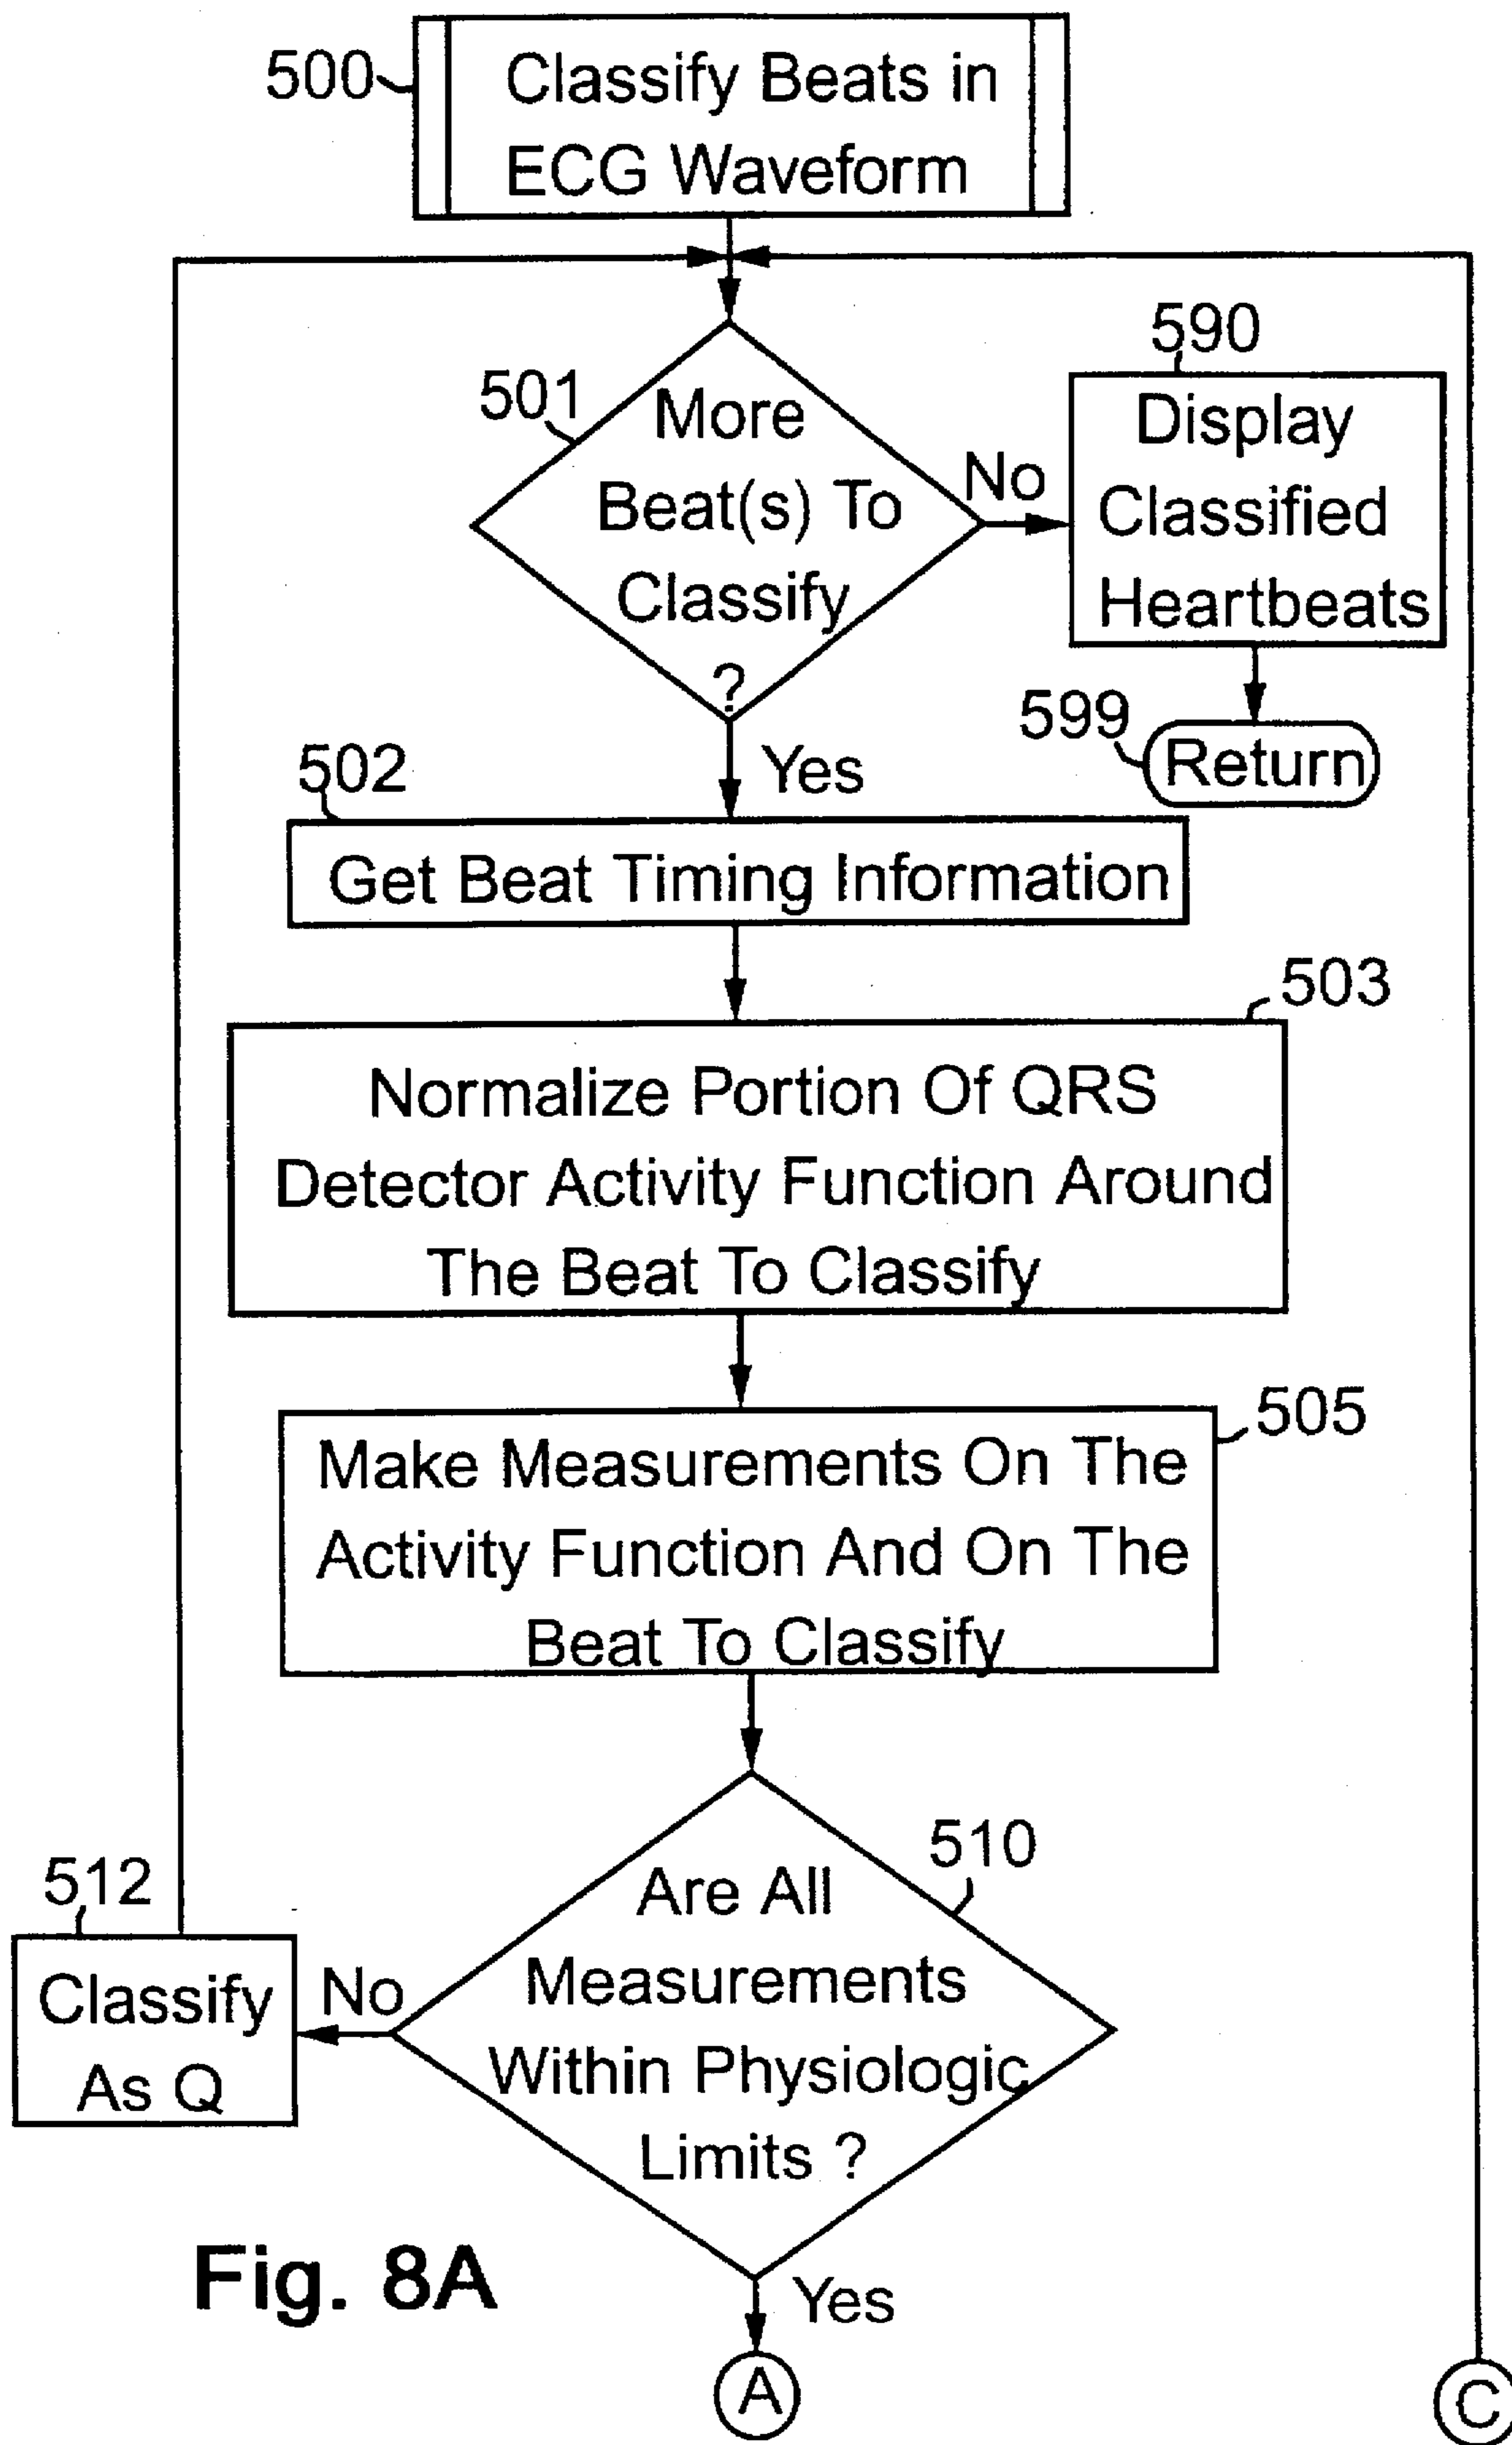 500
Classify Beats in
ECG Waveform
501
More
Beat(s) To
Classify
?
No
590
Display
Classified
Heartbeats
599
Return
Yes
502
Get Beat Timing Information
503
Normalize Portion Of QRS
Detector Activity Function Around
The Beat To Classify
505
Make Measurements On The
Activity Function And On The
Beat To Classify
510
Are All
Measurements
Within Physiologic
Limits ?
No
512
Classify
As Q
Yes
A
C
Fig. 8A